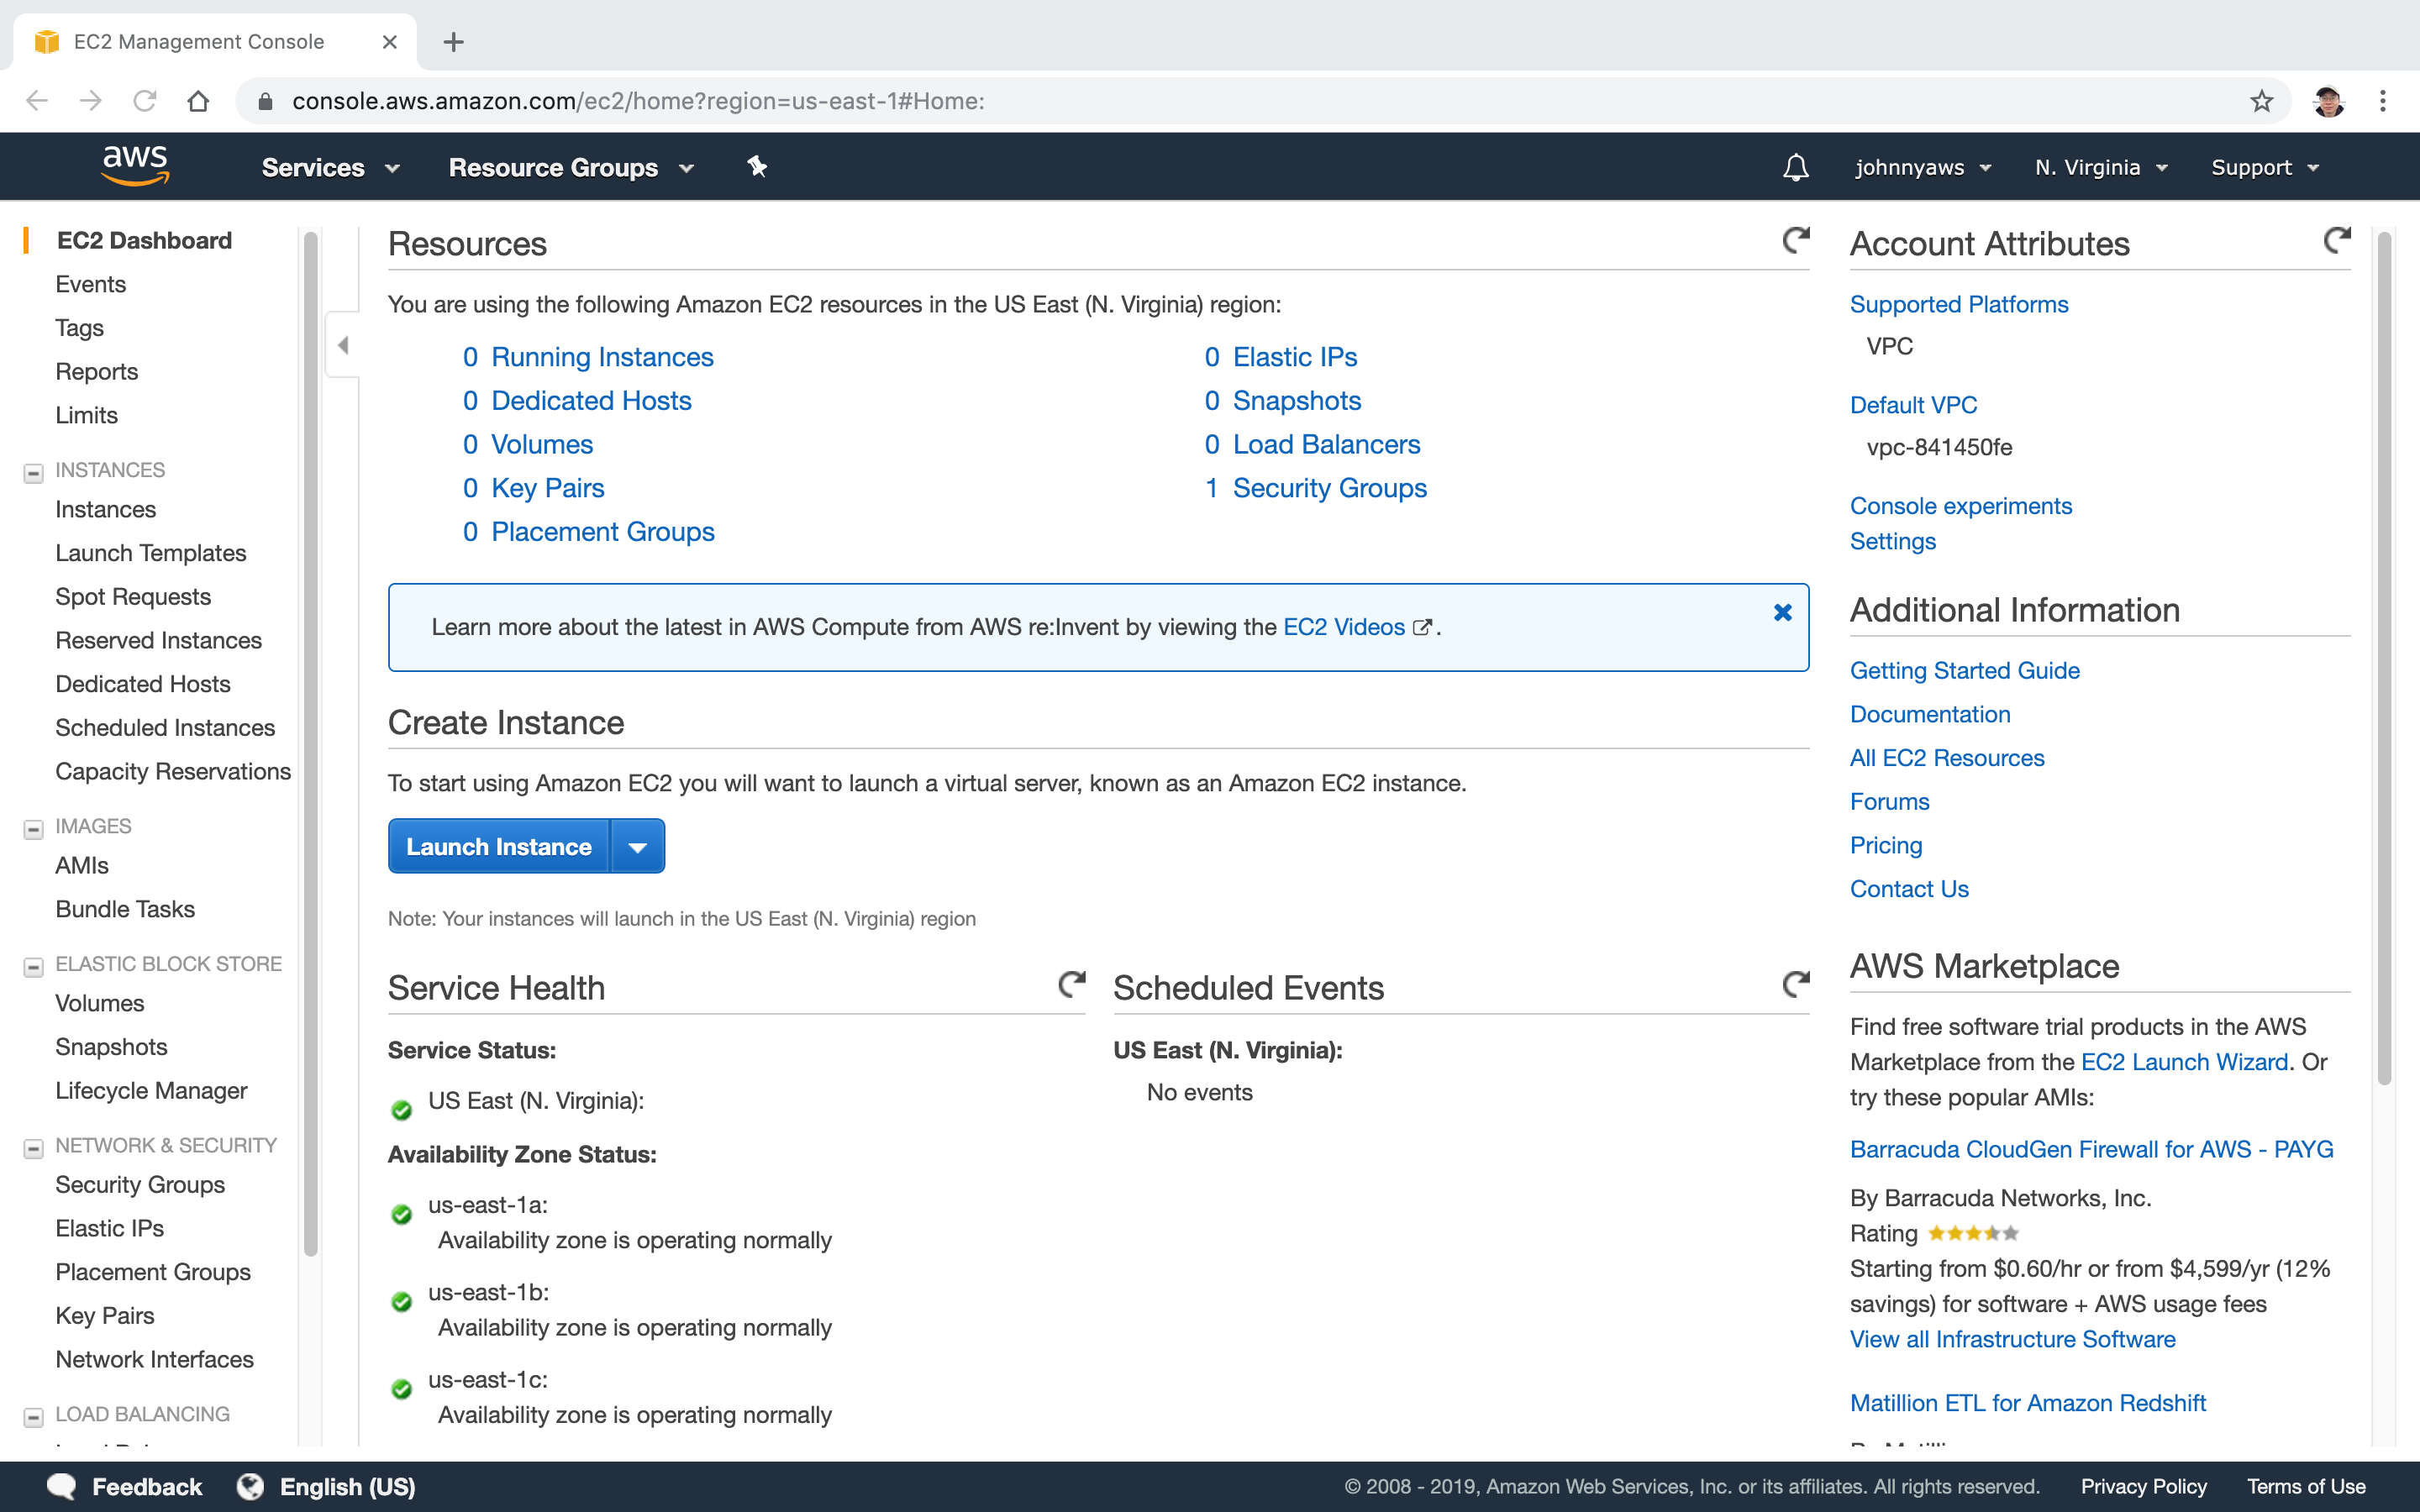 EC2 Management Console
console.aws.amazon.com/ec2/home?region=us-east-1#Home:
aws
Services
Resource Groups
johnnyaws
N. Virginia
Support
EC2 Dashboard
Events
Tags
Reports
Limits
INSTANCES
Instances
Launch Templates
Spot Requests
Reserved Instances
Dedicated Hosts
Scheduled Instances
Capacity Reservations
IMAGES
AMIs
Bundle Tasks
ELASTIC BLOCK STORE
Volumes
Snapshots
Lifecycle Manager
NETWORK & SECURITY
Security Groups
Elastic IPs
Placement Groups
Key Pairs
Network Interfaces
LOAD BALANCING
Resources
You are using the following Amazon EC2 resources in the US East (N. Virginia) region:
0 Running Instances
0 Dedicated Hosts
0 Volumes
0 Key Pairs
0 Placement Groups
0 Elastic IPs
0 Snapshots
0 Load Balancers
1 Security Groups
Learn more about the latest in AWS Compute from AWS re:Invent by viewing the EC2 Videos .
Create Instance
To start using Amazon EC2 you will want to launch a virtual server, known as an Amazon EC2 instance.
Launch Instance
Note: Your instances will launch in the US East (N. Virginia) region
Service Health
Service Status:
US East (N. Virginia):
Availability Zone Status:
us-east-1a:
Availability zone is operating normally
us-east-1b:
Availability zone is operating normally
us-east-1c:
Availability zone is operating normally
Scheduled Events
US East (N. Virginia):
No events
Account Attributes
Supported Platforms
VPC
Default VPC
vpc-841450fe
Console experiments
Settings
Additional Information
Getting Started Guide
Documentation
All EC2 Resources
Forums
Pricing
Contact Us
AWS Marketplace
Find free software trial products in the AWS
Marketplace from the EC2 Launch Wizard. Or
try these popular AMIs:
Barracuda CloudGen Firewall for AWS - PAYG
By Barracuda Networks, Inc.
Rating
Starting from $0.60/hr or from $4,599/yr (12%
savings) for software + AWS usage fees
View all Infrastructure Software
Matillion ETL for Amazon Redshift
Feedback
English (US)
© 2008 - 2019, Amazon Web Services, Inc. or its affiliates. All rights reserved.
Privacy Policy
Terms of Use